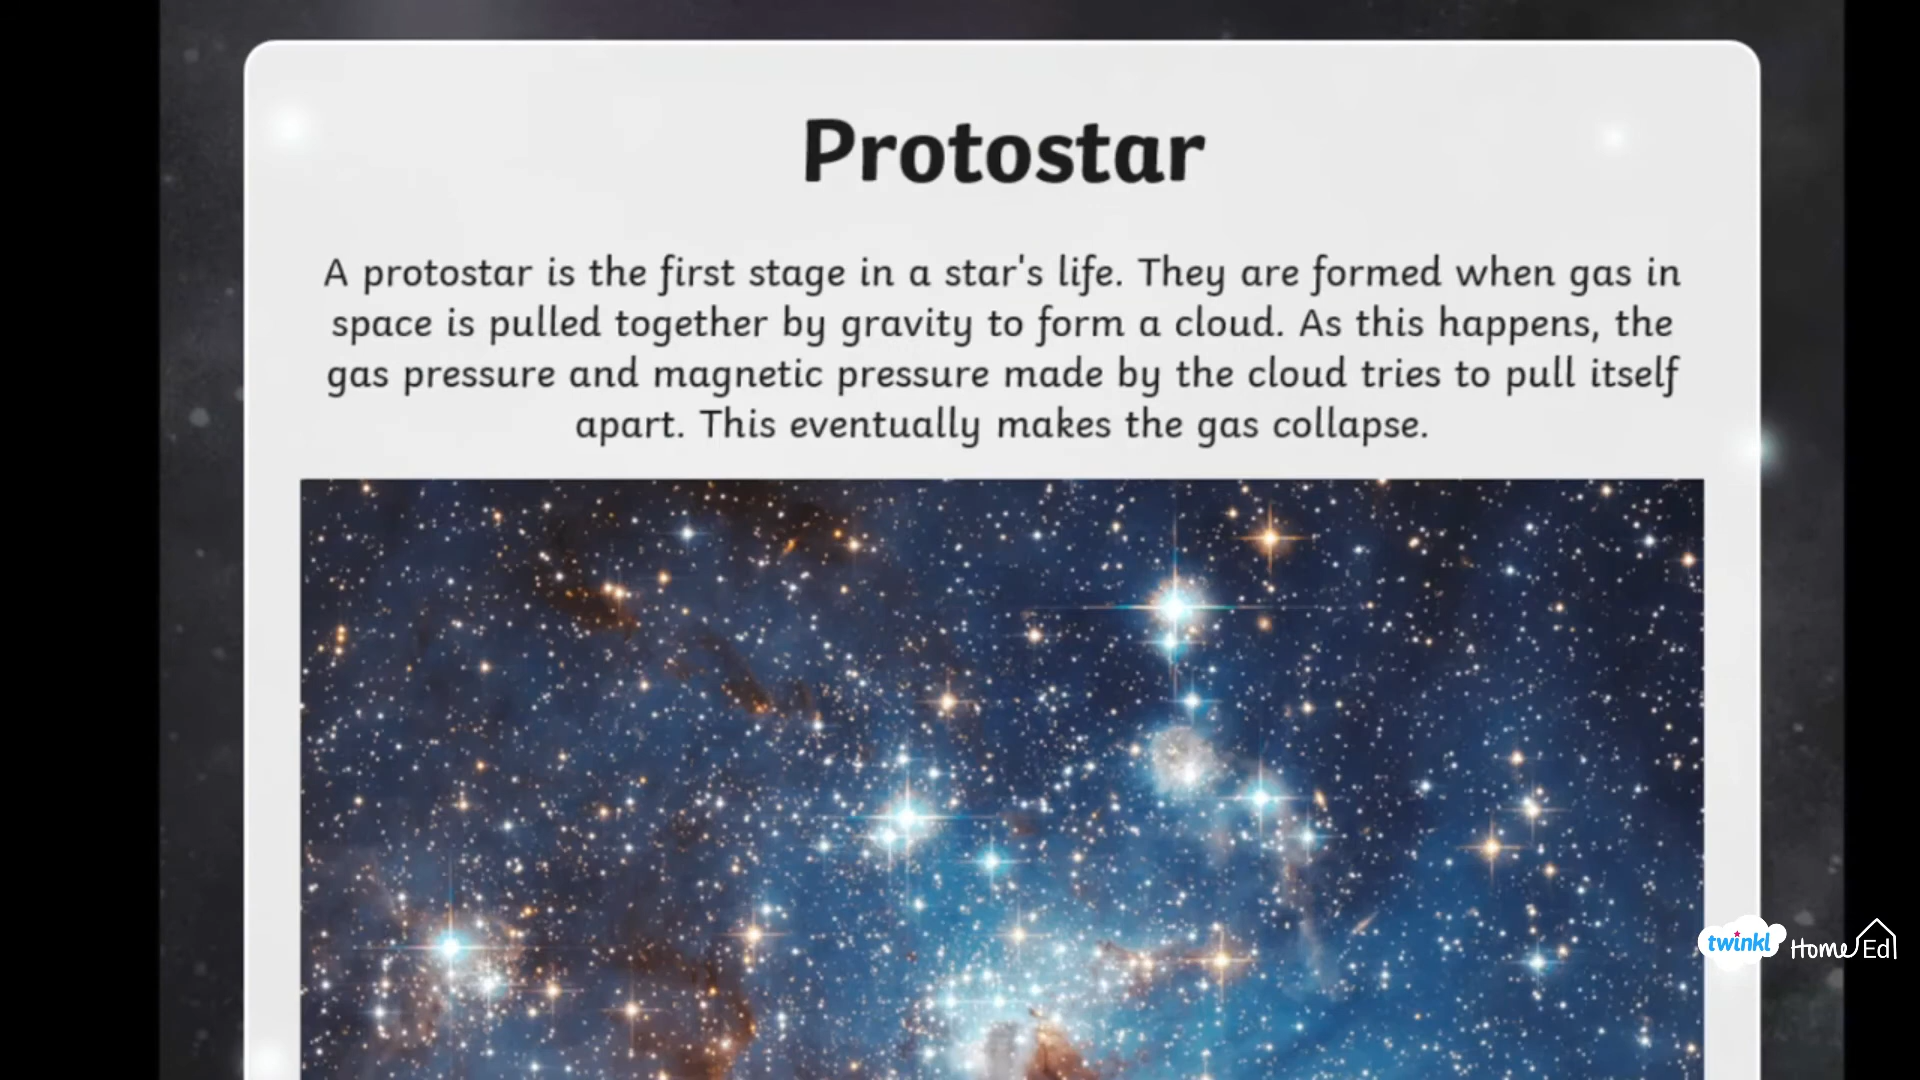 Protostar
A protostar is the first stage in a star's life. They are formed when gas in
space is pulled together by gravity to form a cloud. As this happens, the
gas pressure and magnetic pressure made by the cloud tries to pull itself
apart. This eventually makes the gas collapse.
twinkl Home Ed